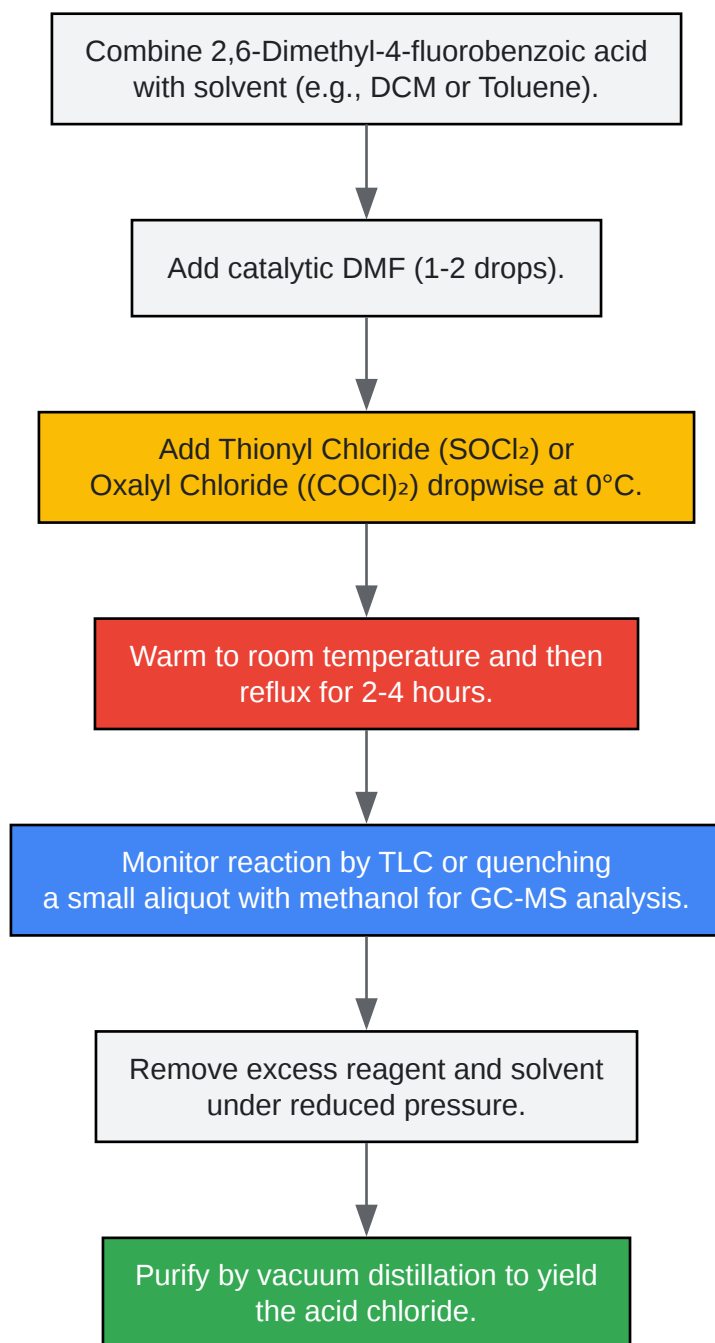 Combine 2,6-Dimethyl-4-fluorobenzoic acid
with solvent (e.g., DCM or Toluene).
Add catalytic DMF (1-2 drops).
Add Thionyl Chloride (SOCl₂) or
Oxalyl Chloride ((COCl)₂) dropwise at 0°C.
Warm to room temperature and then
reflux for 2-4 hours.
Monitor reaction by TLC or quenching
a small aliquot with methanol for GC-MS analysis.
Remove excess reagent and solvent
under reduced pressure.
Purify by vacuum distillation to yield
the acid chloride.